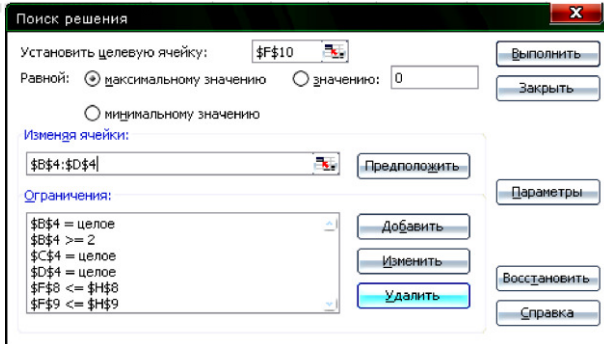 Поиск решения
Установить целевую ячейку: $F$10 Выполнить
Равной: максимальному значению значению: 0 Закрыть
минимальному значению
Изменяя ячейки:
$B$4:$D$4 Предположить
Ограничения: Параметры
$B$4 = целое Добавить
$B$4 >= 2
$C$4 = целое Изменить
$D$4 = целое Восстановить
$F$8 <= $H$8 Удалить
$F$9 <= $H$9 Справка